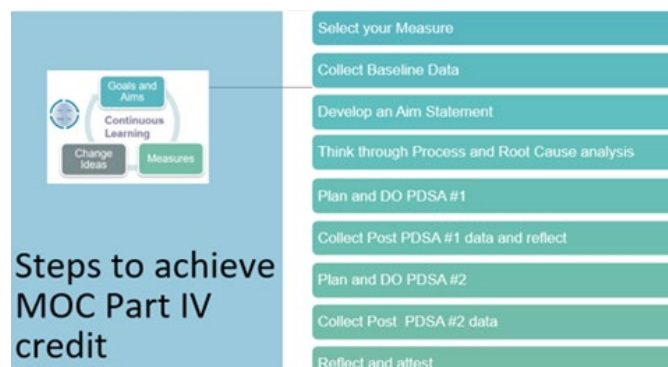 Goals and
Aims
Continuous
Learning
Change
Ideas
Measures
Steps to achieve
MOC Part IV
credit
Select your Measure
Collect Baseline Data
Develop an Aim Statement
Think through Process and Root Cause analysis
Plan and DO PDSA #1
Collect Post PDSA #1 data and reflect
Plan and DO PDSA #2
Collect Post PDSA #2 data
Reflect and attest